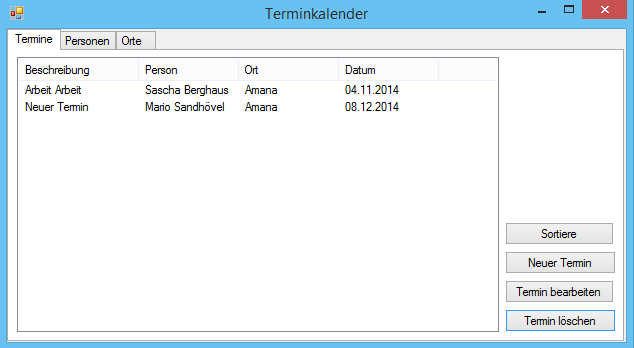 Terminkalender
Termine Personen Orte
Beschreibung Person Ort Datum
Arbeit Arbeit Sascha Berghaus Amana 04.11.2014
Neuer Termin Mario Sandhövel Amana 08.12.2014
Sortiere
Neuer Termin
Termin bearbeiten
Termin löschen